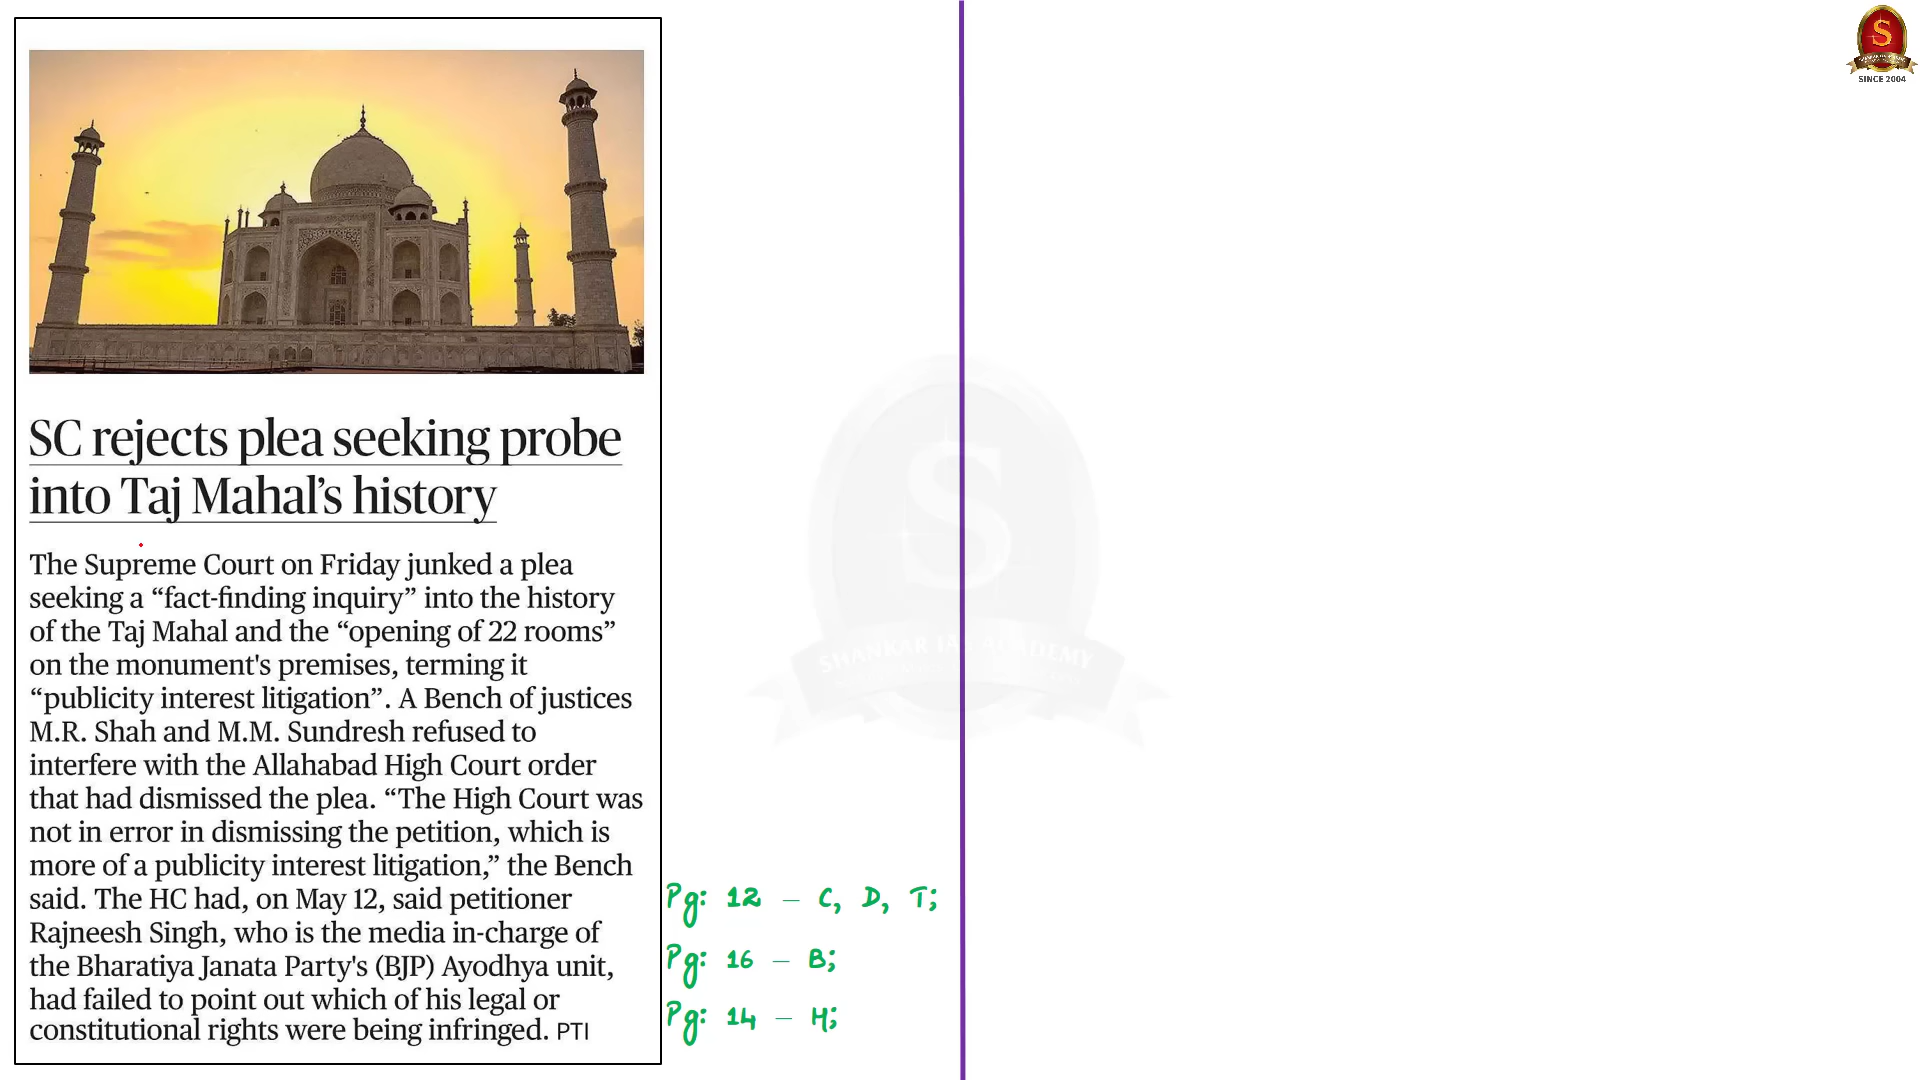 SC rejects plea seeking probe
into Taj Mahal’s history
The Supreme Court on Friday junked a plea
seeking a “fact-finding inquiry” into the history
of the Taj Mahal and the “opening of 22 rooms”
on the monument's premises, terming it
“publicity interest litigation”. A Bench of justices
M.R. Shah and M.M. Sundresh refused to
interfere with the Allahabad High Court order
that had dismissed the plea. “The High Court was
not in error in dismissing the petition, which is
more of a publicity interest litigation,” the Bench
said. The HC had, on May 12, said petitioner
Rajneesh Singh, who is the media in-charge of
the Bharatiya Janata Party's (BJP) Ayodhya unit,
had failed to point out which of his legal or
constitutional rights were being infringed. PTI
Pg: 12 – C, D, T;
Pg: 16 – B;
Pg: 14 – H;
S
SHANKAR IAS ACADEMY
S
SINCE 2004